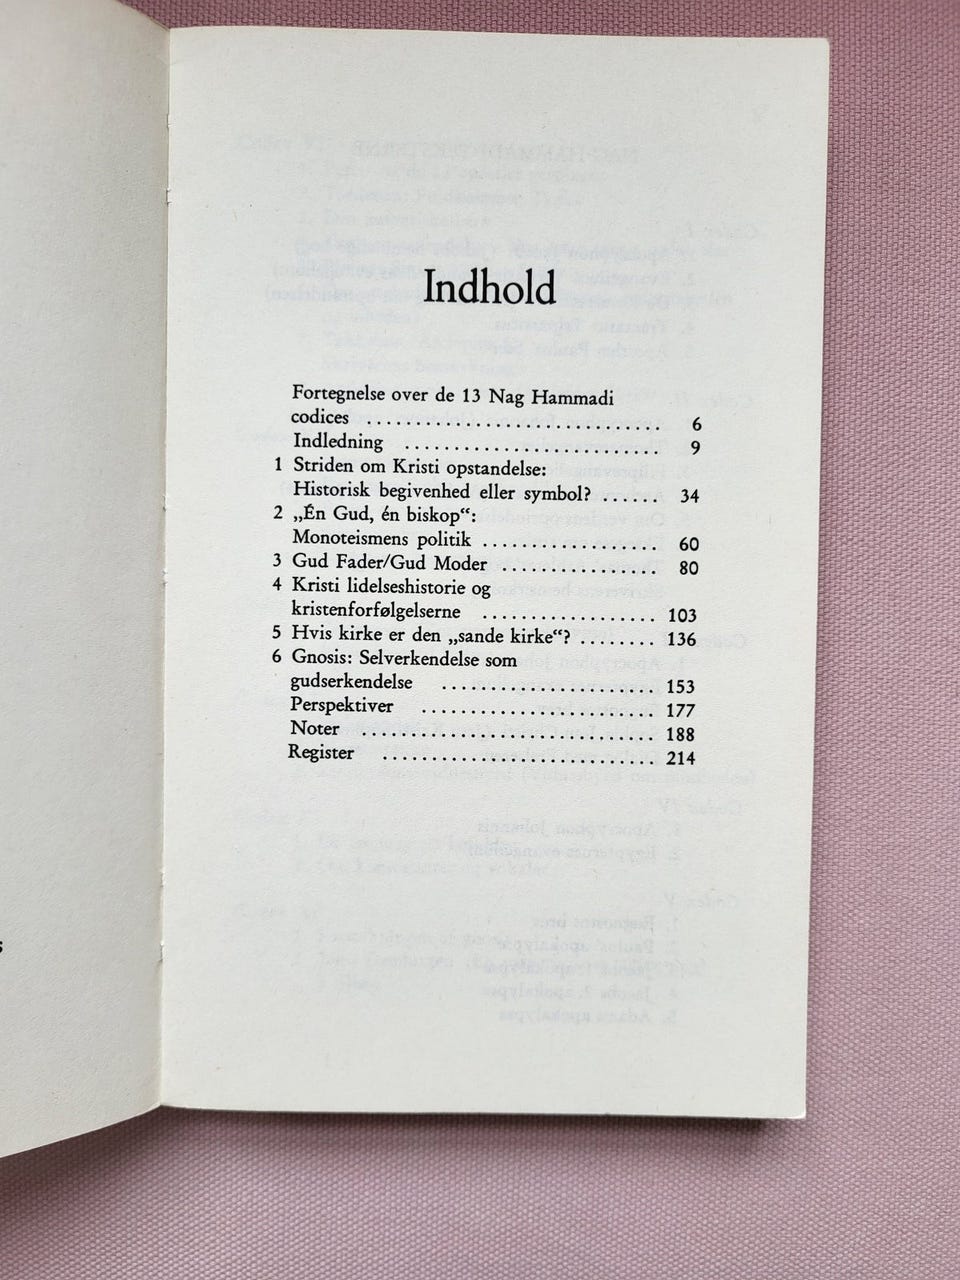 Indhold
Fortegnelse over de 13 Nag Hammadi
codices .............................. 6
Indledning .......................... 9
1 Striden om Kristi opstandelse:
Historisk begivenhed eller symbol? ...... 34
2 „Én Gud, én biskop“:
Monoteismens politik .................. 60
3 Gud Fader/Gud Moder ................ 80
4 Kristi lidelseshistorie og
kristenforfølgelserne .................. 103
5 Hvis kirke er den „sande kirke“? ........ 136
6 Gnosis: Selverkendelse som
gudserkendelse ...................... 153
Perspektiver ........................ 177
Noter .............................. 188
Register ............................ 214